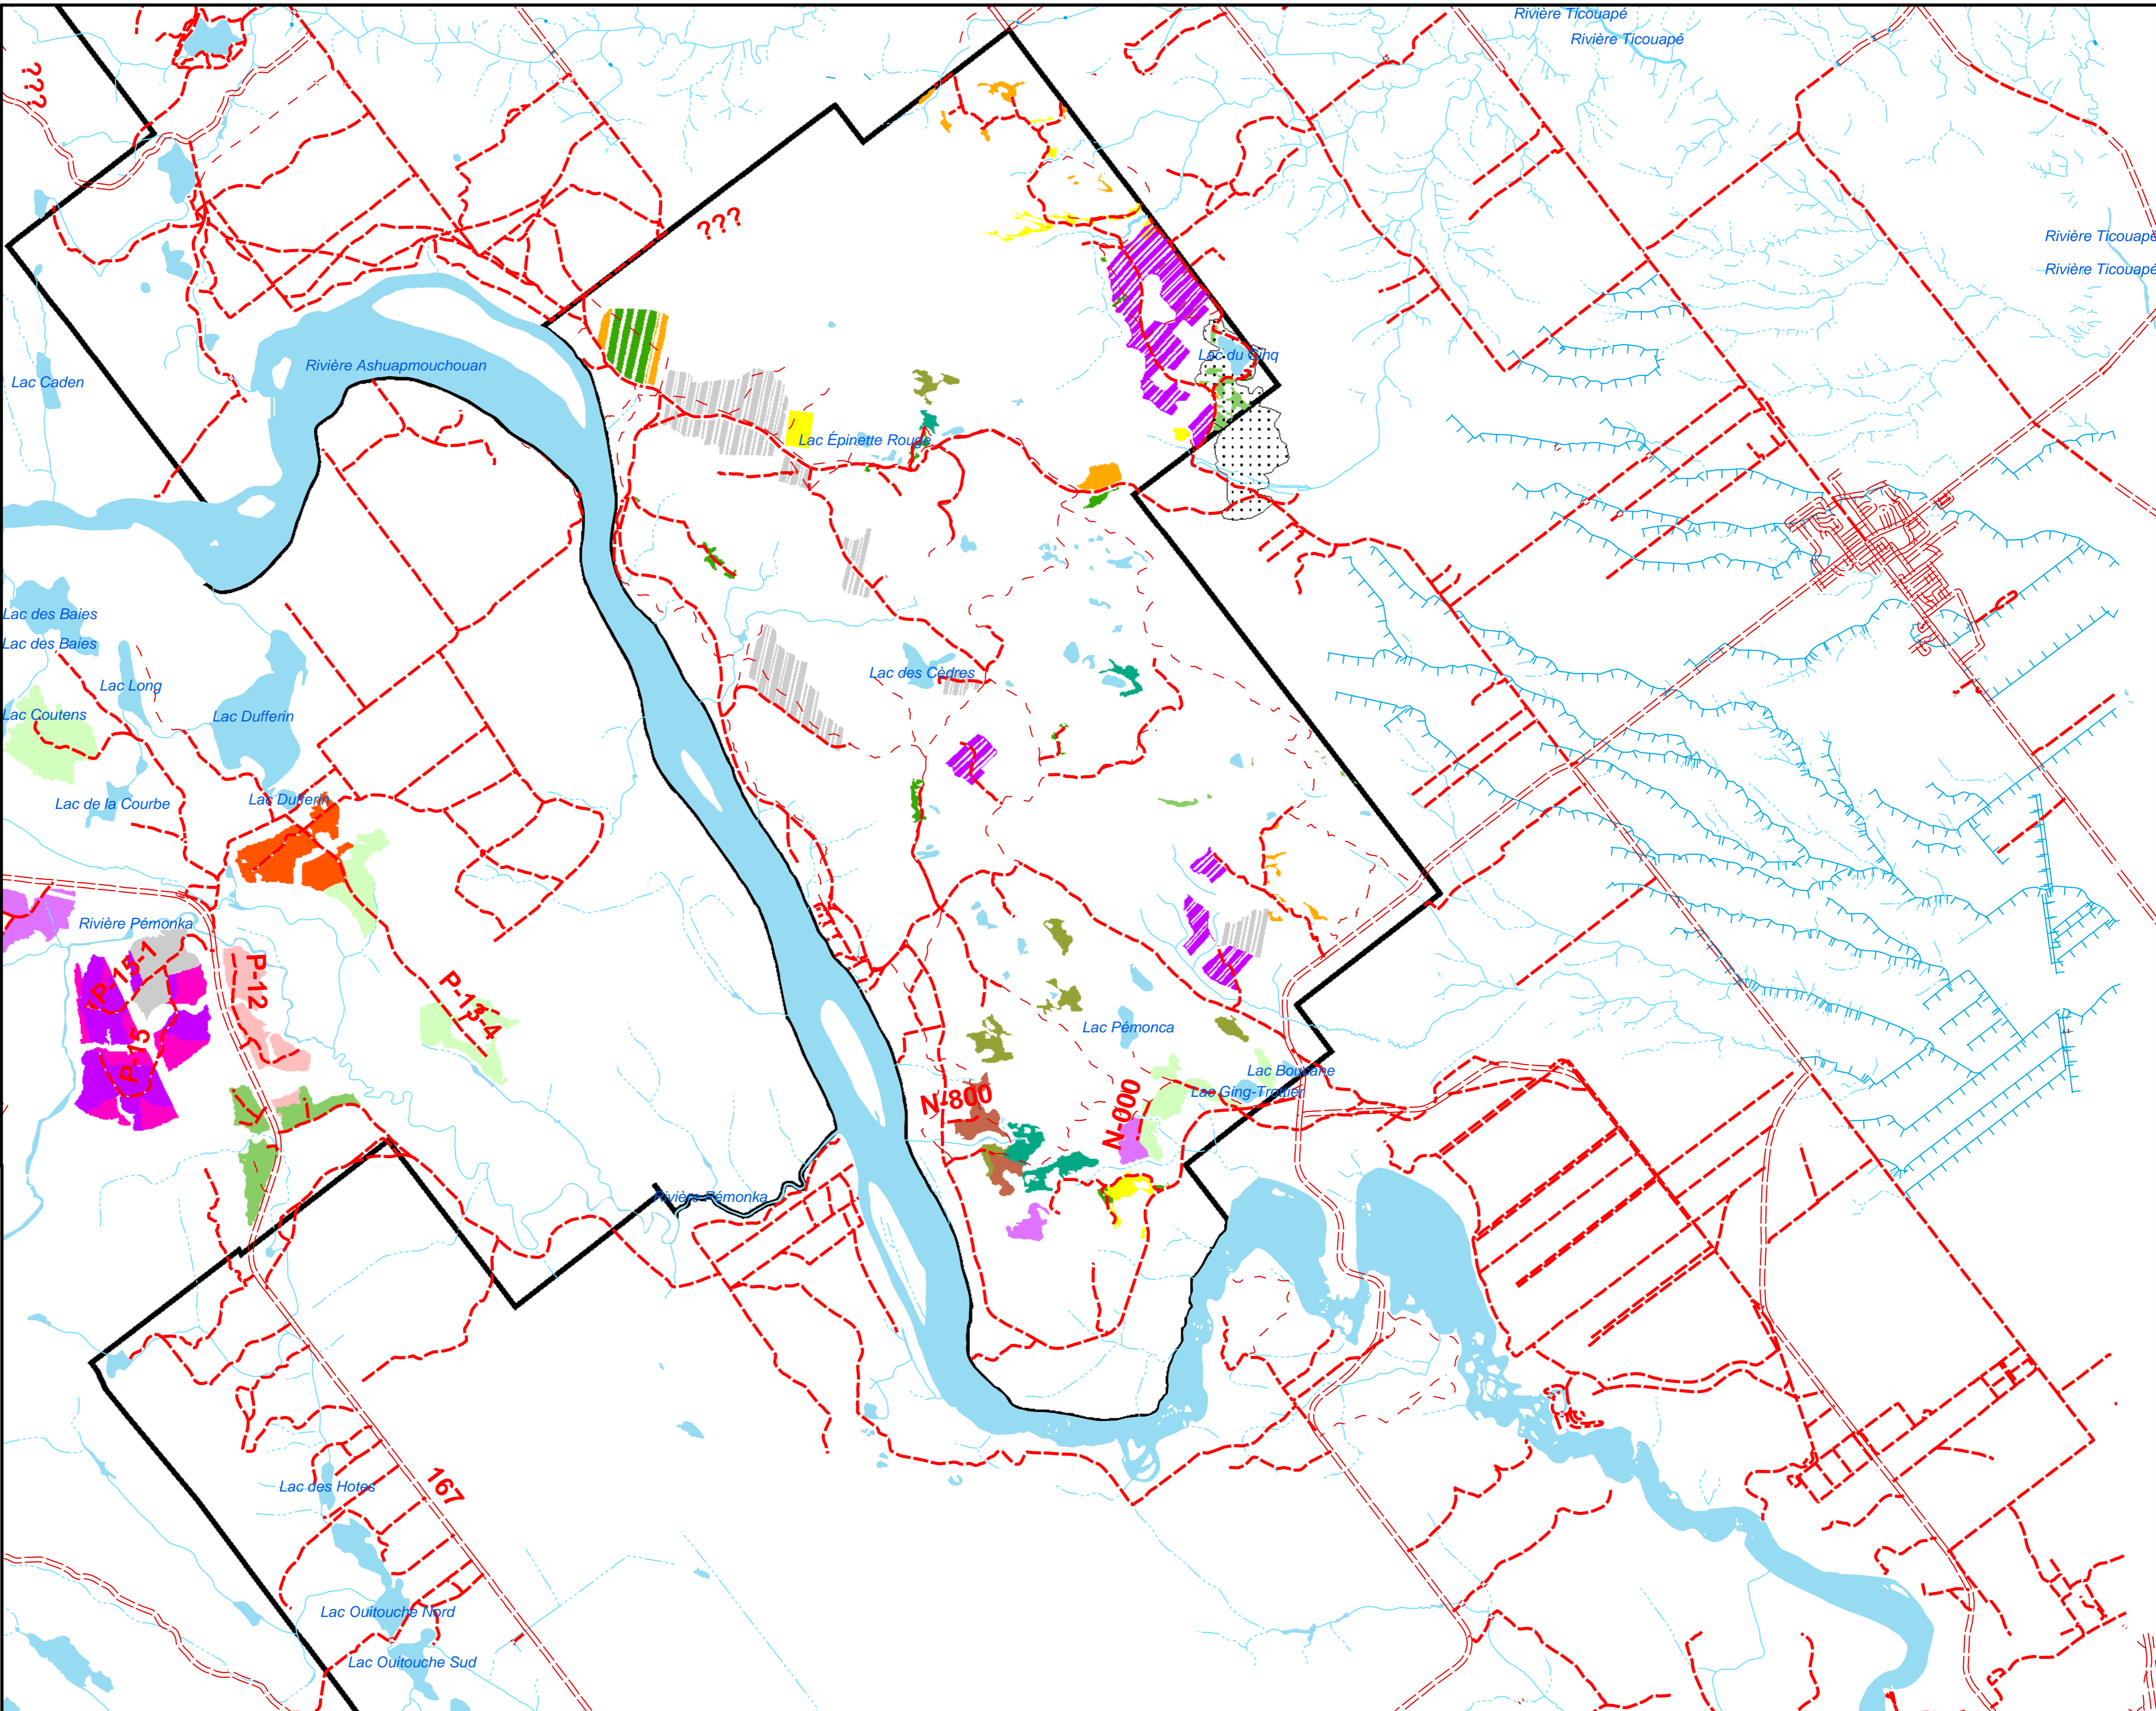 Rivière Ticouapé
Rivière Ticouapé
???
???
Rivière Ticouapé
Rivière Ticouapé
Lac du Cinq
Rivière Ashuapmouchouan
Lac Caden
Lac Épinette Rouge
Lac des Baies
Lac des Baies
Lac des Cèdres
Lac Long
Lac Coutens
Lac Dufferin
Lac Dufferin
Lac de la Courbe
Rivière Pémonka
P-15-1
P-12
P-13-4
Lac Pémonca
P-15
Lac Boulane
Lac Ging-Trottier
N-800
N-000
Rivière Pémonka
Lac des Hotes
167
Lac Ouitouche Nord
Lac Ouitouche Sud